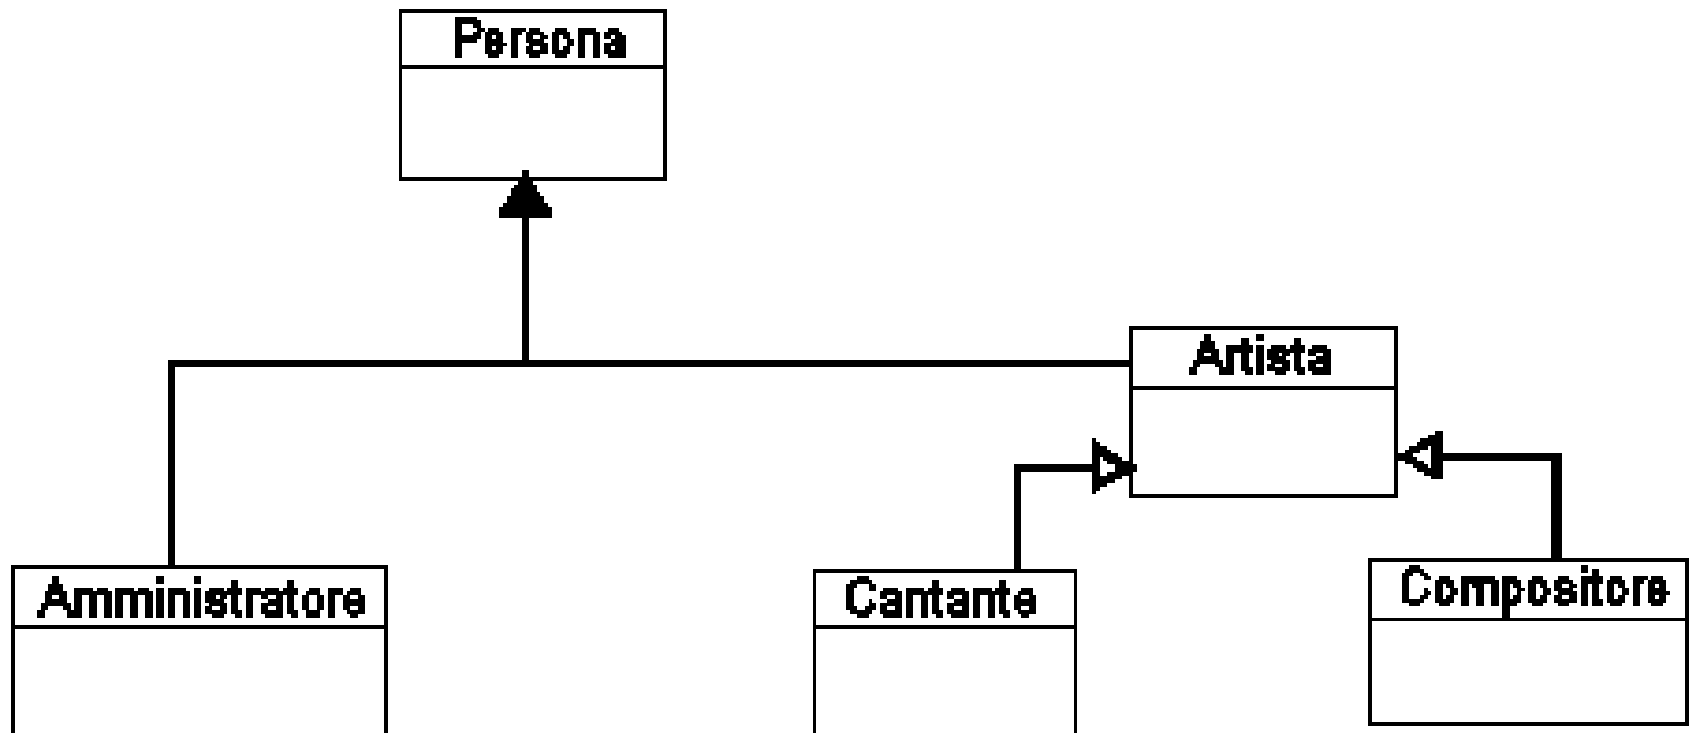 Persona
Artista
Amministratore
Cantante
Compositore